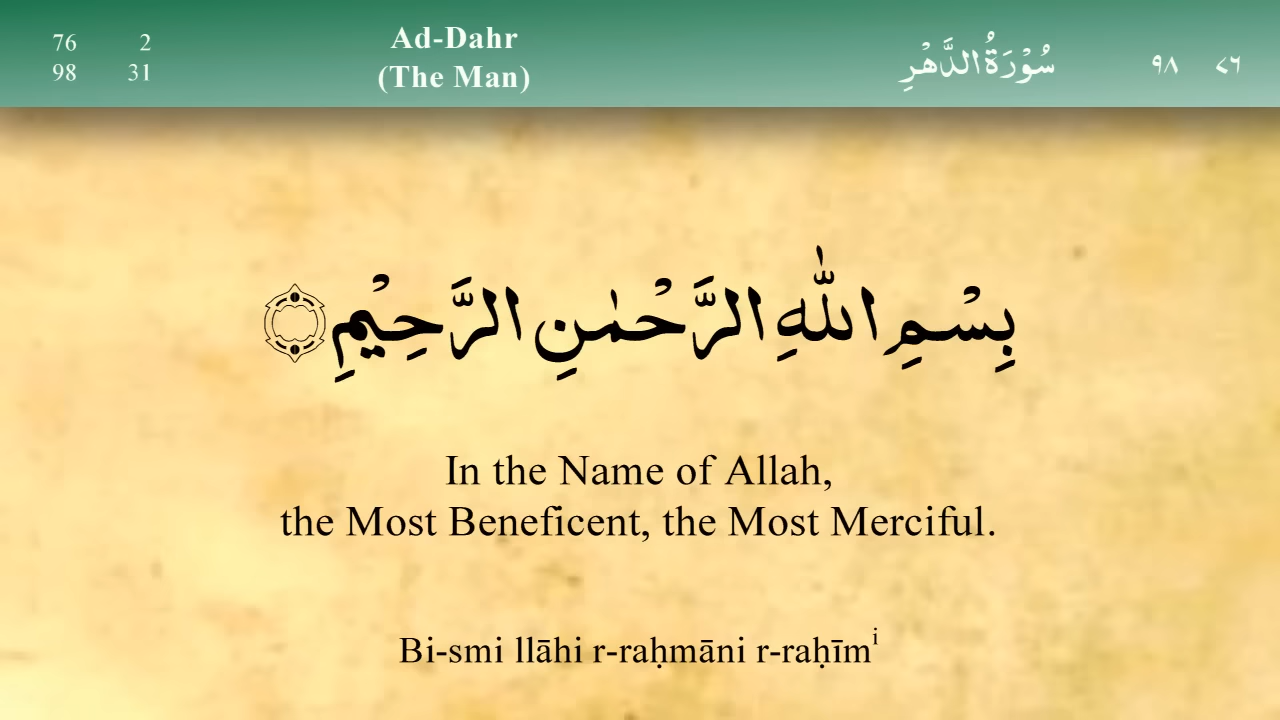 76 2
98 31
Ad-Dahr
(The Man)
سُوْرَةُ الدَّهْرِ
٩٨ ٧٦
بِسْمِ اللّٰهِ الرَّحْمٰنِ الرَّحِيْمِ
In the Name of Allah,
the Most Beneficent, the Most Merciful.
Bi-smi llāhi r-raḥmāni r-raḥīmⁱ